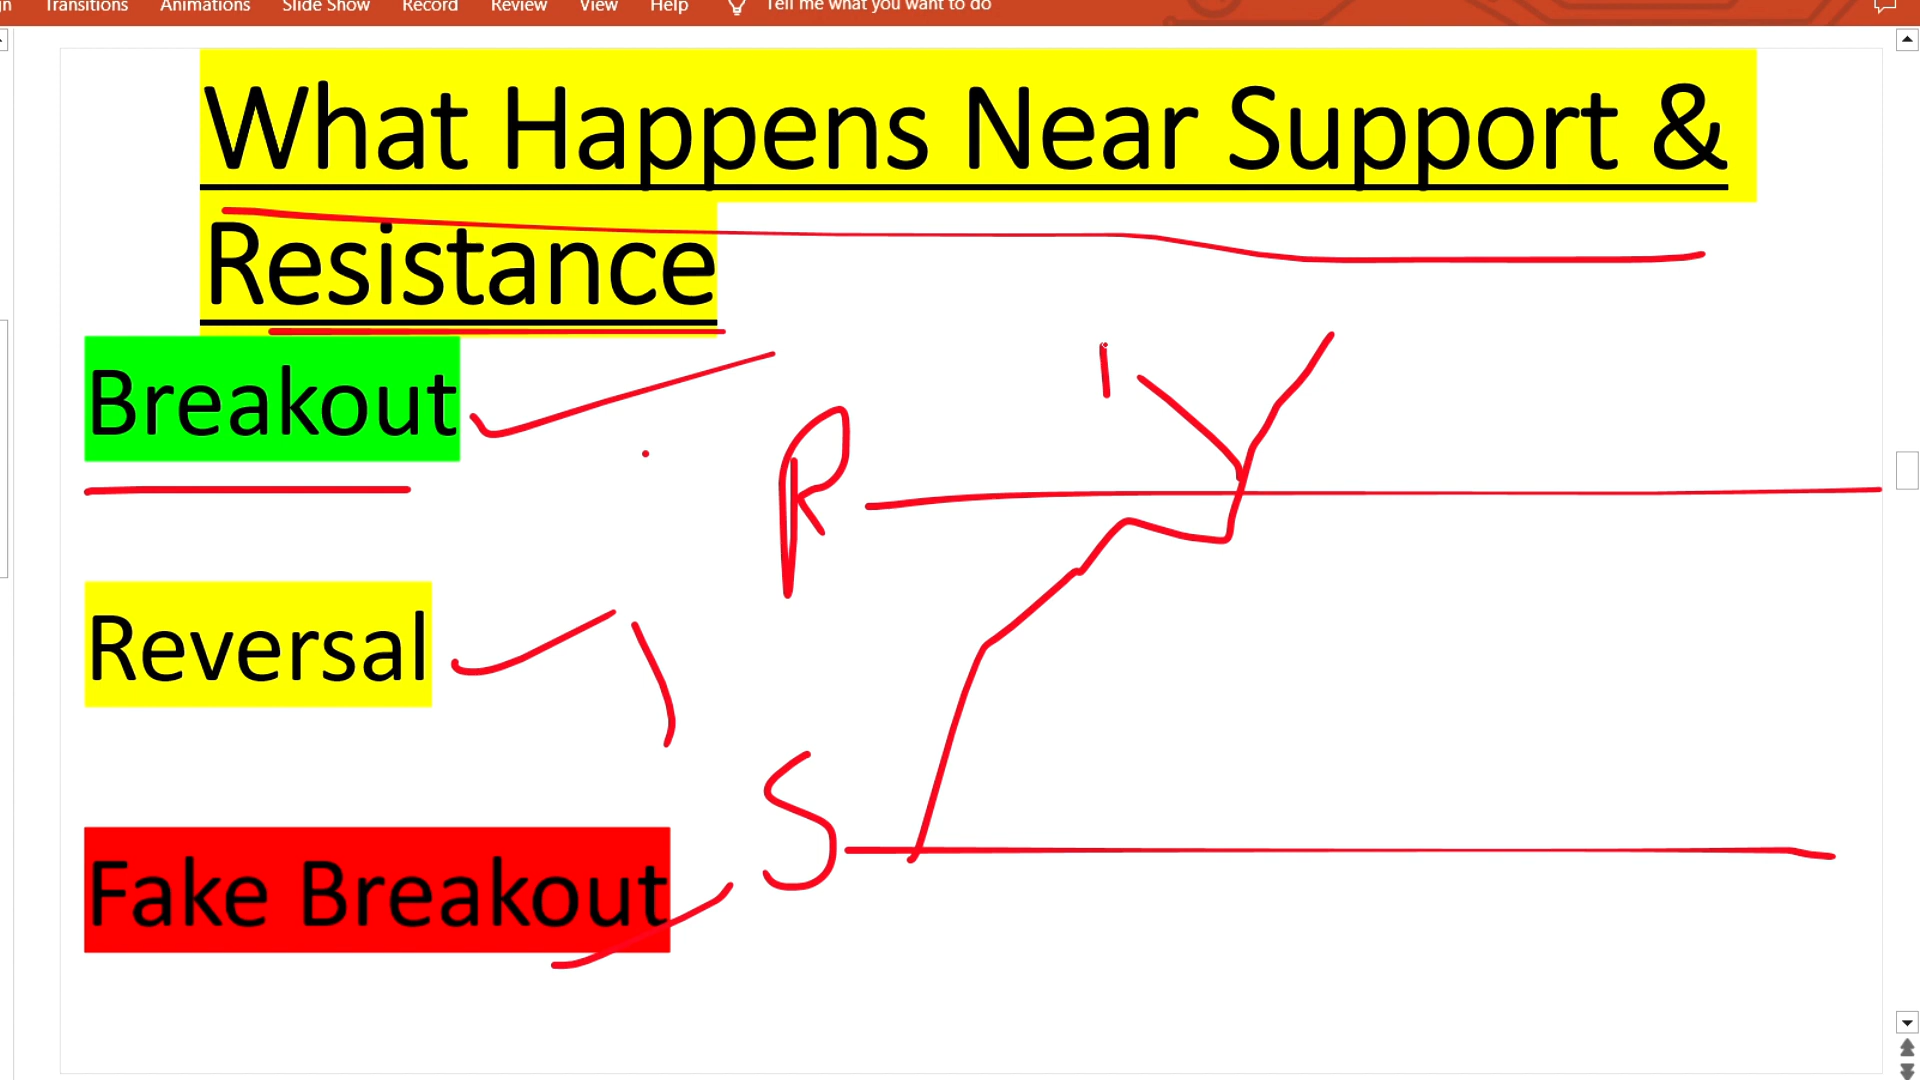 Transitions Animations Slide Show Record Review View Help Tell me what you want to do
What Happens Near Support &
Resistance
Breakout
R
Reversal
S
Fake Breakout